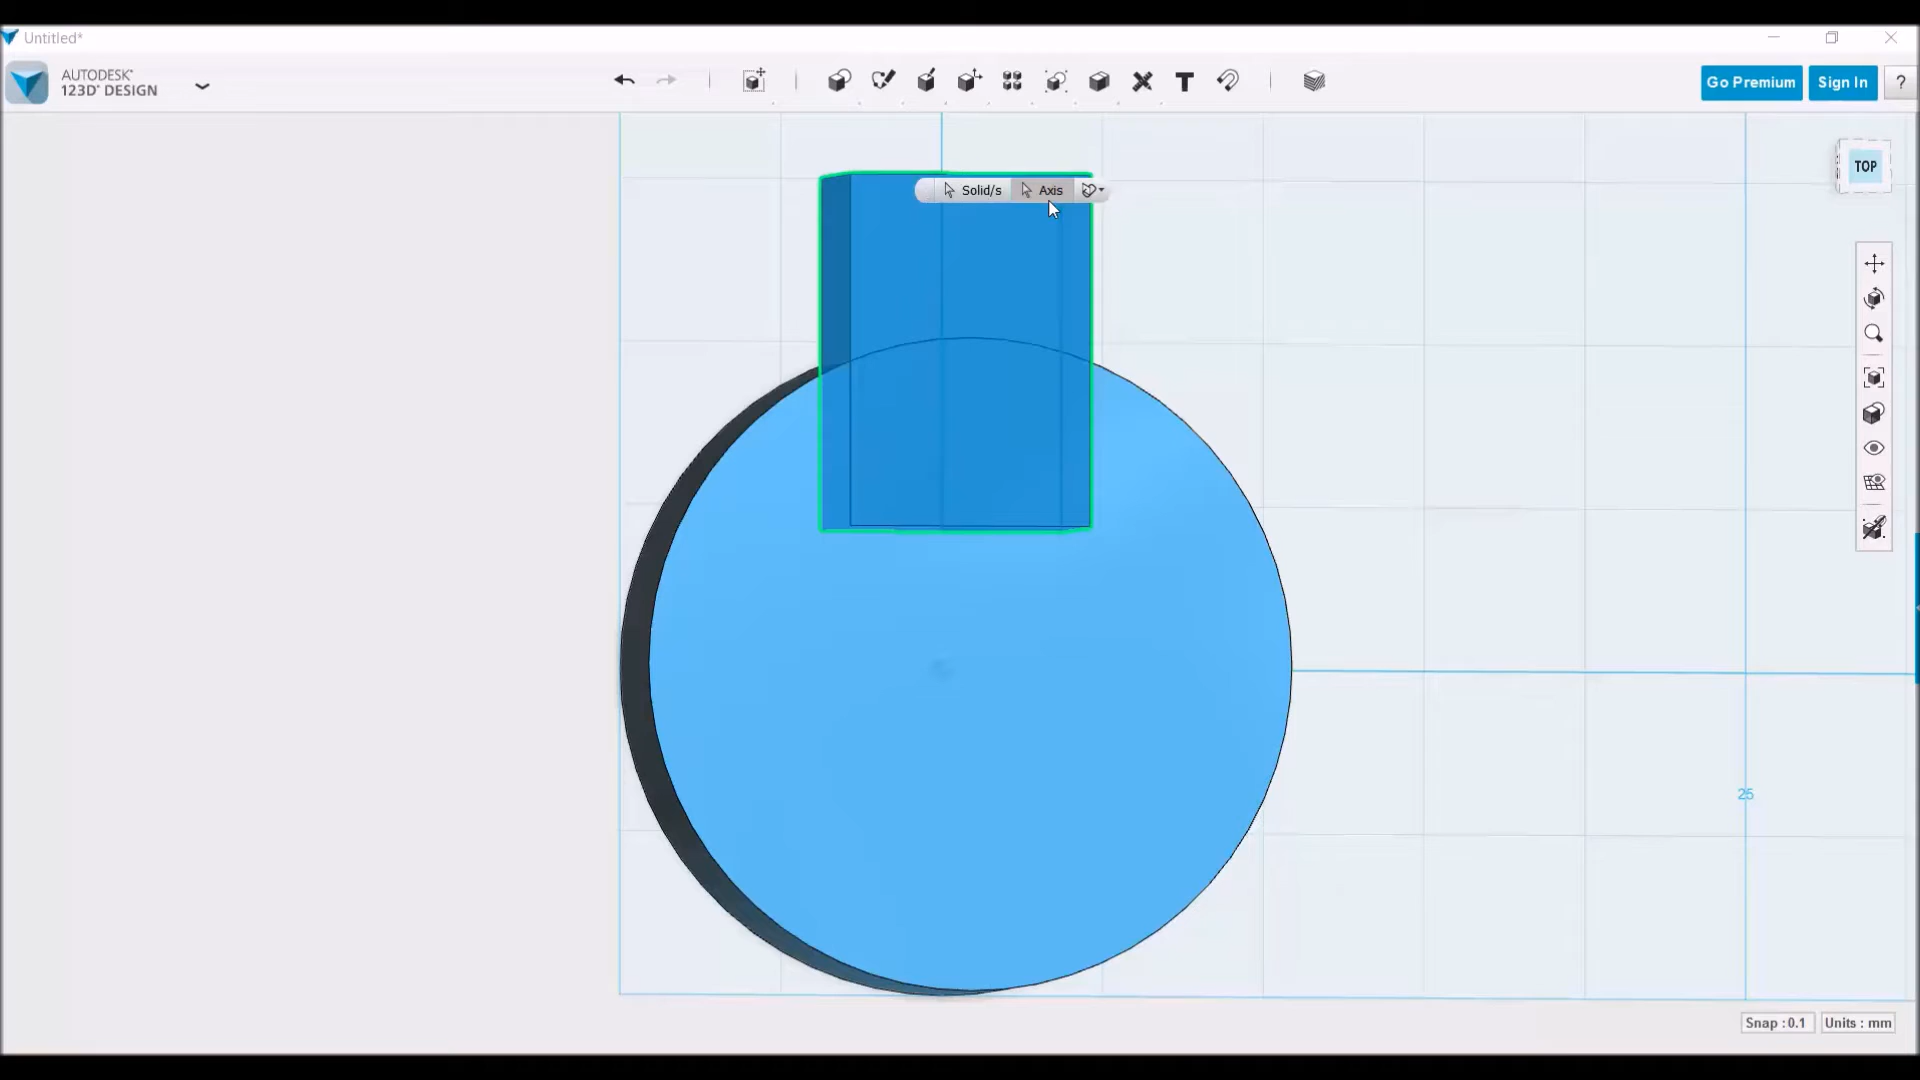 Untitled*
AUTODESK®
123D® DESIGN
Go Premium
Sign In
?
Solid/s
Axis
TOP
25
Snap : 0.1
Units : mm